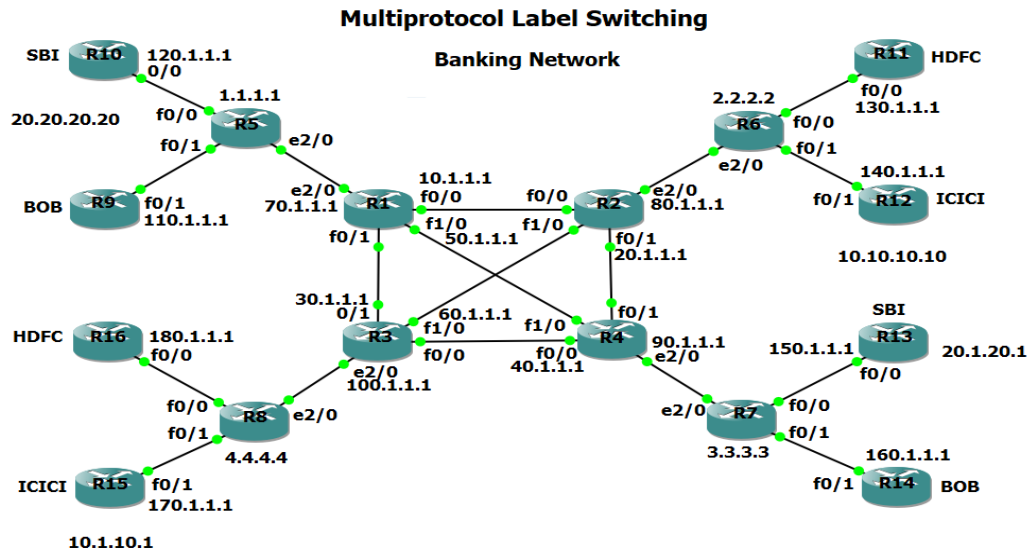 Multiprotocol Label Switching
Banking Network
SBI
R10
120.1.1.1
0/0
20.20.20.20
f0/0
1.1.1.1
R5
f0/1
e2/0
BOB
R9
f0/1
110.1.1.1
R11
HDFC
f0/0
130.1.1.1
2.2.2.2
R6
f0/0
f0/1
e2/0
140.1.1.1
f0/1
R12
ICICI
10.10.10.10
e2/0
70.1.1.1
R1
10.1.1.1
f0/0
f1/0
50.1.1.1
f0/1
f0/0
R2
e2/0
80.1.1.1
f1/0
f0/1
20.1.1.1
30.1.1.1
0/1
R3
60.1.1.1
f1/0
f0/0
e2/0
100.1.1.1
f0/1
f1/0
R4
f0/0
40.1.1.1
90.1.1.1
e2/0
HDFC
R16
180.1.1.1
f0/0
f0/0
R8
e2/0
f0/1
4.4.4.4
ICICI
R15
f0/1
170.1.1.1
10.1.10.1
SBI
150.1.1.1
R13
20.1.20.1
f0/0
e2/0
R7
f0/0
f0/1
3.3.3.3
160.1.1.1
f0/1
R14
BOB